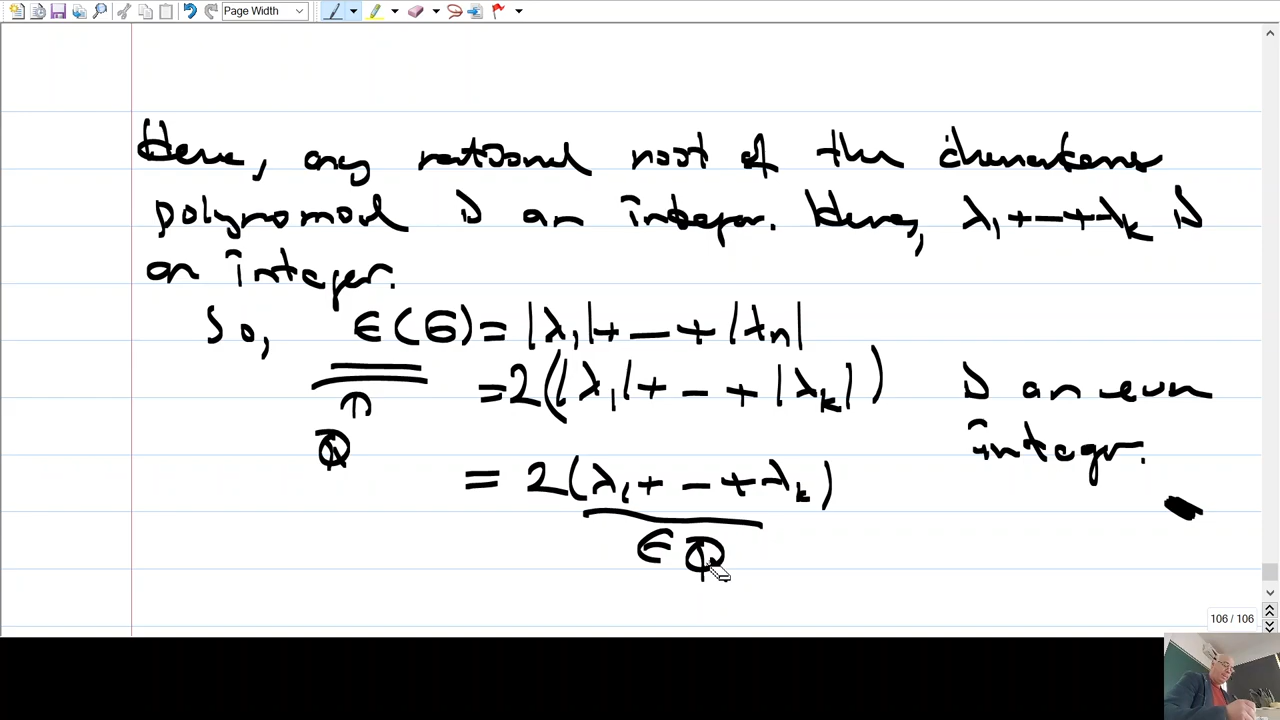 Page Width
Hence, any rational root of the characteristic
polynomial is an integer. Hence, λ₁+–+λₖ is
an integer.
So, ϵ(G)=|λ₁|+–+|λn|
=2(|λ₁|+–+|λₖ|) is an even
↑
ℚ integer.
= 2(λ₁+–+λₖ)
∈ ℚ
106 / 106